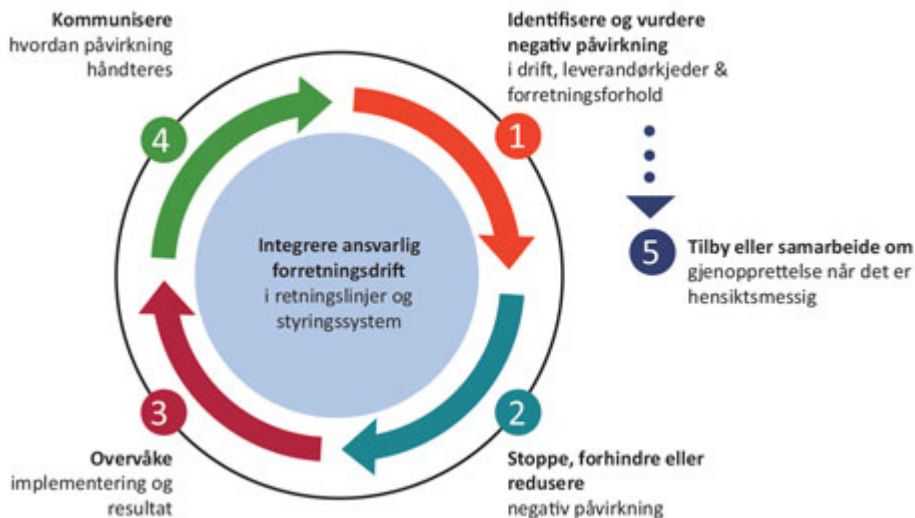 Kommunisere
hvordan påvirkning
håndteres
4
Identifisere og vurdere
negativ påvirkning
i drift, leverandørkjeder &
forretningsforhold
1
Integrere ansvarlig
forretningsdrift
i retningslinjer og
styringssystem
5
Tilby eller samarbeide om
gjenopprettelse når det er
hensiktsmessig
3
Overvåke
implementering og
resultat
2
Stoppe, forhindre eller
redusere
negativ påvirkning